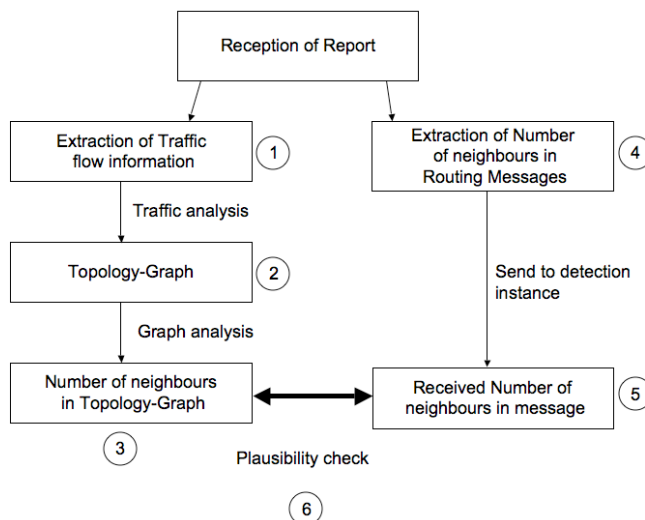 Reception of Report
Extraction of Traffic
flow information
1
Extraction of Number
of neighbours in
Routing Messages
4
Traffic analysis
Topology-Graph
2
Send to detection
instance
Graph analysis
Number of neighbours
in Topology-Graph
3
Received Number of
neighbours in message
5
Plausibility check
6